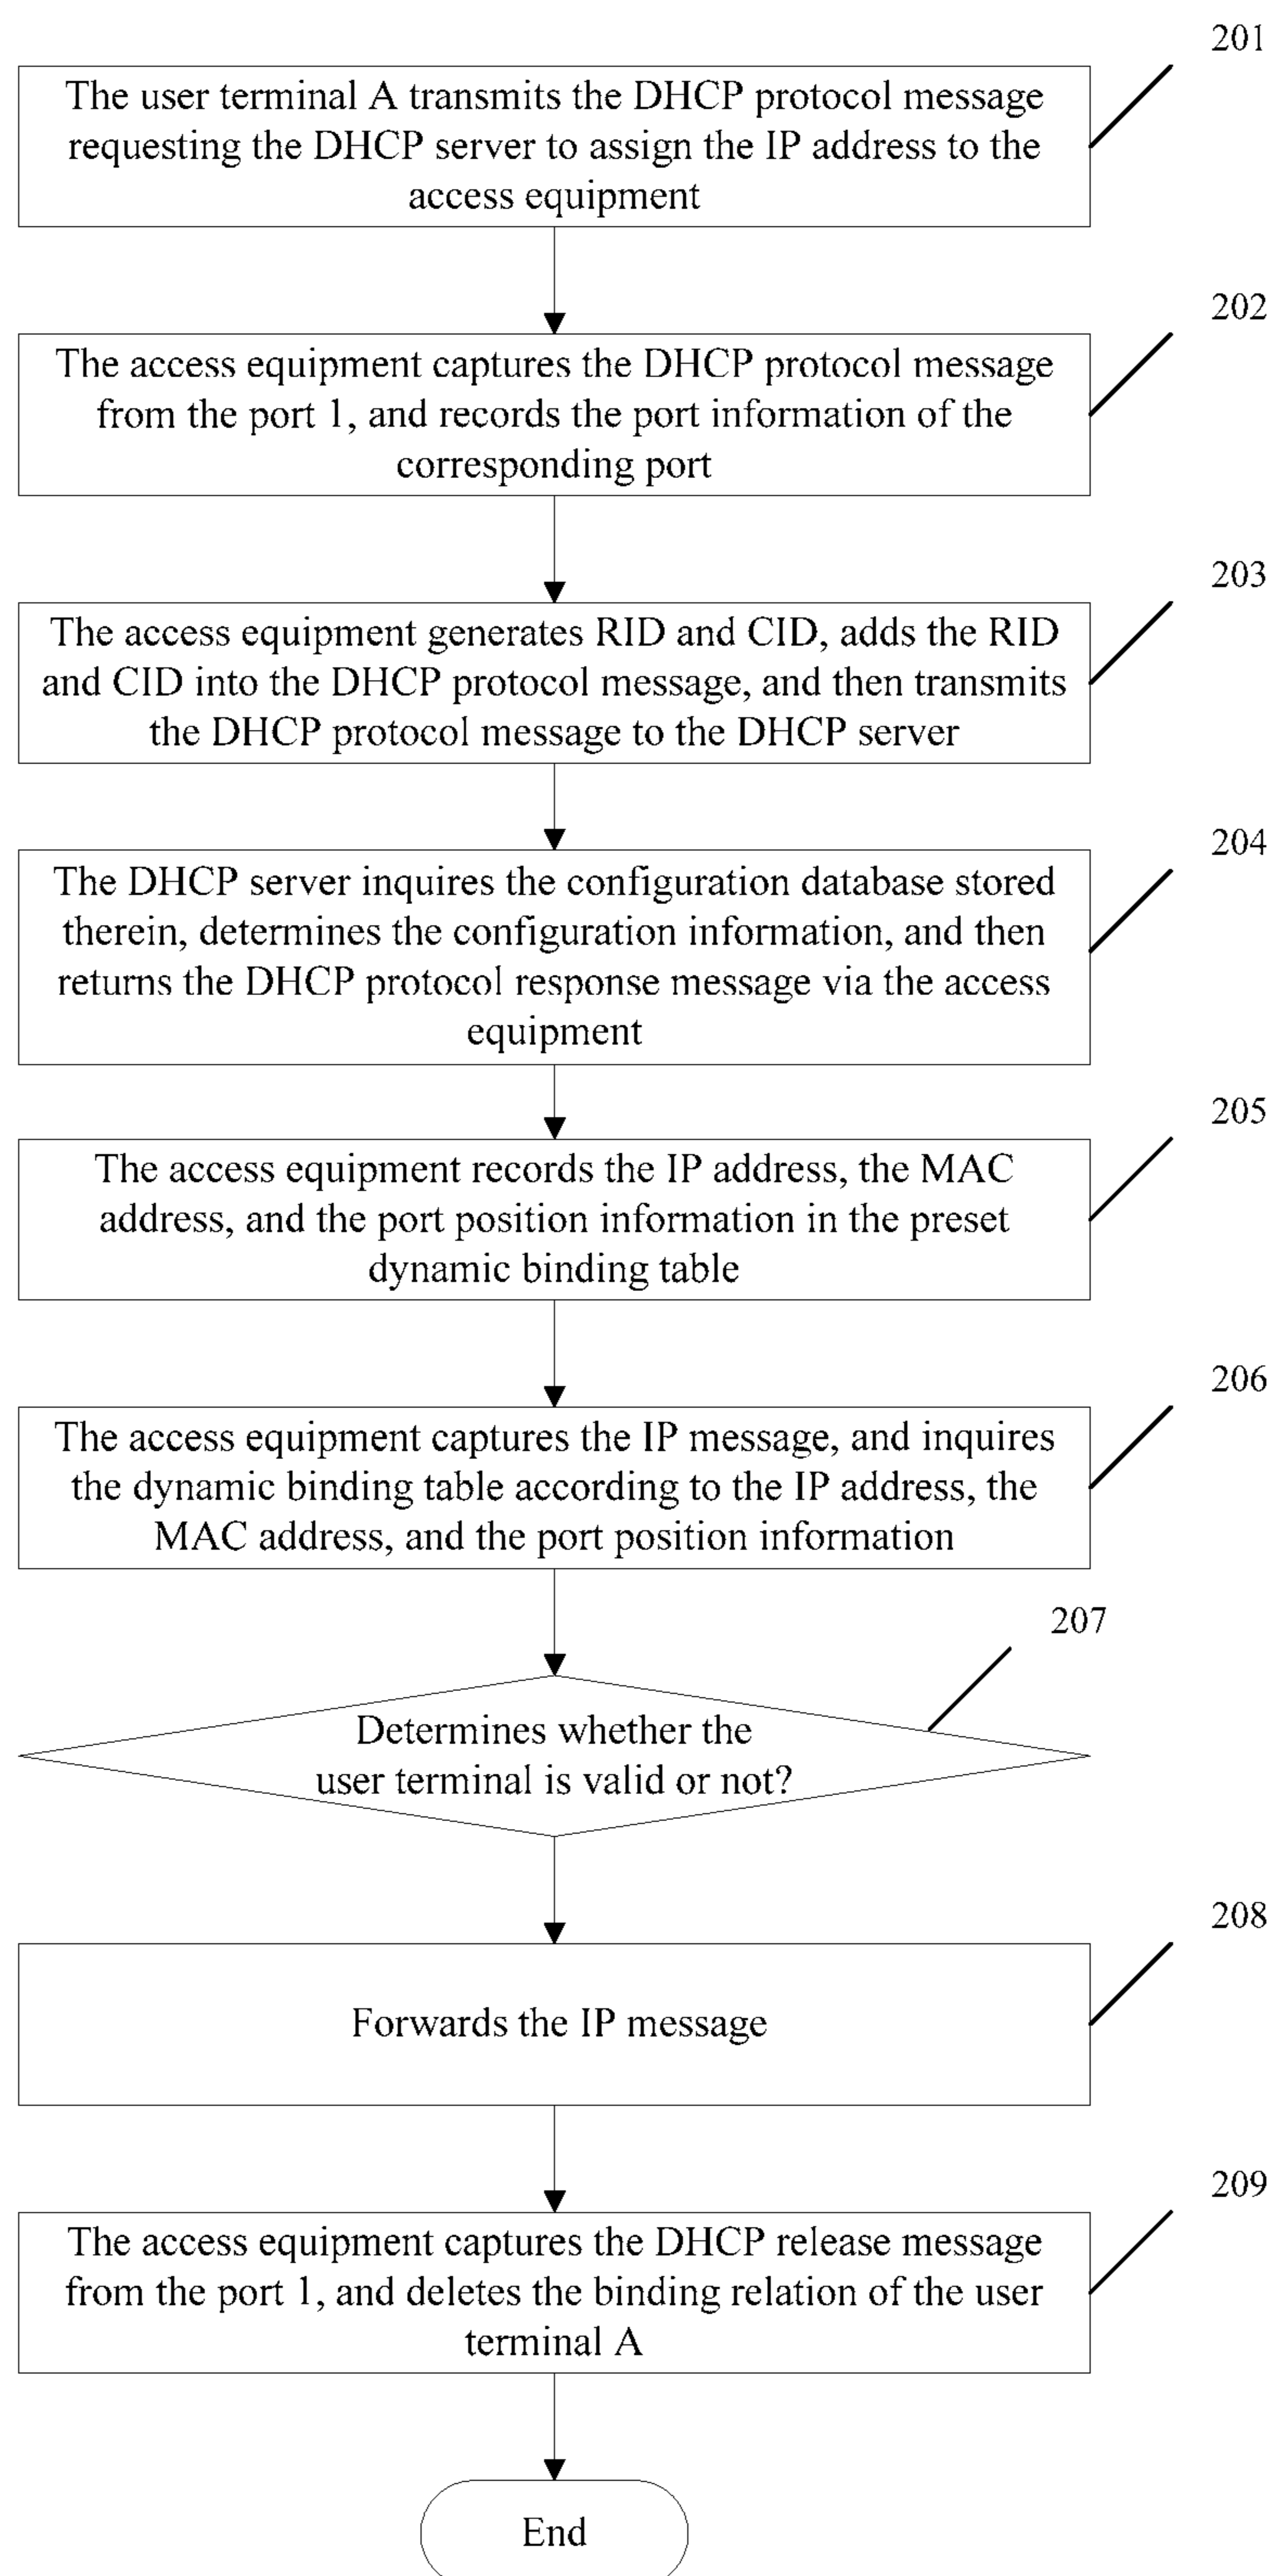 201
The user terminal A transmits the DHCP protocol message
requesting the DHCP server to assign the IP address to the
access equipment
202
The access equipment captures the DHCP protocol message
from the port 1, and records the port information of the
corresponding port
203
The access equipment generates RID and CID, adds the RID
and CID into the DHCP protocol message, and then transmits
the DHCP protocol message to the DHCP server
204
The DHCP server inquires the configuration database stored
therein, determines the configuration information, and then
returns the DHCP protocol response message via the access
equipment
205
The access equipment records the IP address, the MAC
address, and the port position information in the preset
dynamic binding table
206
The access equipment captures the IP message, and inquires
the dynamic binding table according to the IP address, the
MAC address, and the port position information
207
Determines whether the
user terminal is valid or not?
208
Forwards the IP message
209
The access equipment captures the DHCP release message
from the port 1, and deletes the binding relation of the user
terminal A
End